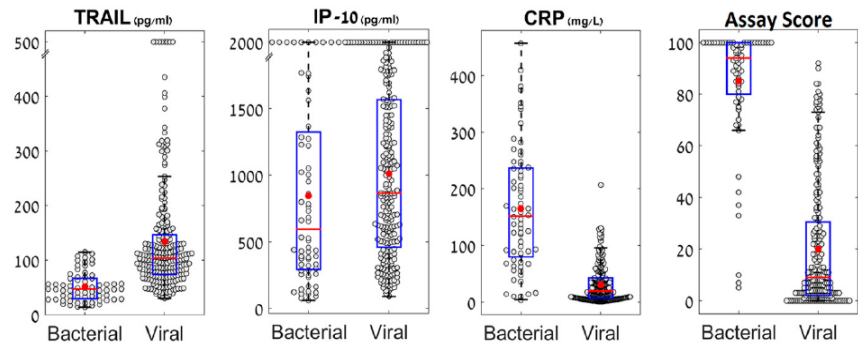 TRAIL (pg/ml)
500
400
300
200
100
0
Bacterial Viral
IP-10 (pg/ml)
2000
1500
1000
500
0
Bacterial Viral
CRP (mg/L)
400
300
200
100
0
Bacterial Viral
Assay Score
100
80
60
40
20
0
Bacterial Viral